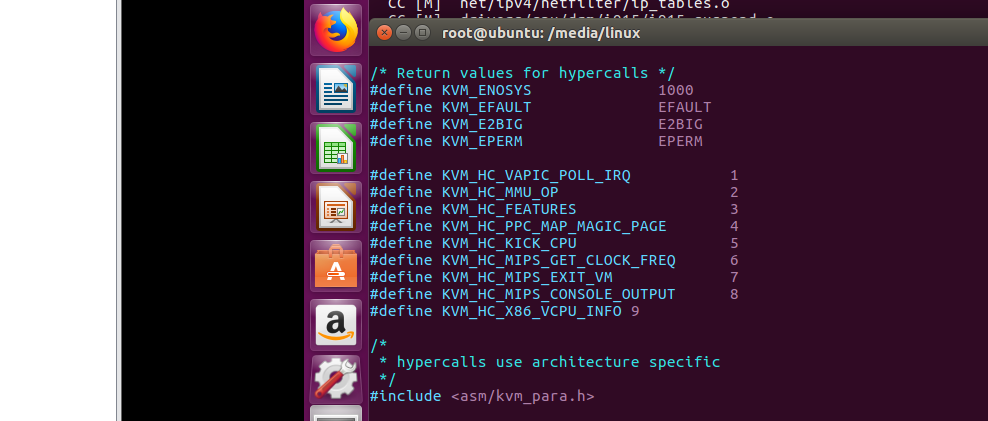 CC [M]  net/ipv4/netfilter/ip_tables.o
root@ubuntu: /media/linux
/* Return values for hypercalls */
#define KVM_ENOSYS              1000
#define KVM_EFAULT              EFAULT
#define KVM_E2BIG               E2BIG
#define KVM_EPERM               EPERM
#define KVM_HC_VAPIC_POLL_IRQ           1
#define KVM_HC_MMU_OP                   2
#define KVM_HC_FEATURES                 3
#define KVM_HC_PPC_MAP_MAGIC_PAGE       4
#define KVM_HC_KICK_CPU                 5
#define KVM_HC_MIPS_GET_CLOCK_FREQ      6
#define KVM_HC_MIPS_EXIT_VM             7
#define KVM_HC_MIPS_CONSOLE_OUTPUT      8
#define KVM_HC_X86_VCPU_INFO 9
/*
 * hypercalls use architecture specific
 */
#include <asm/kvm_para.h>